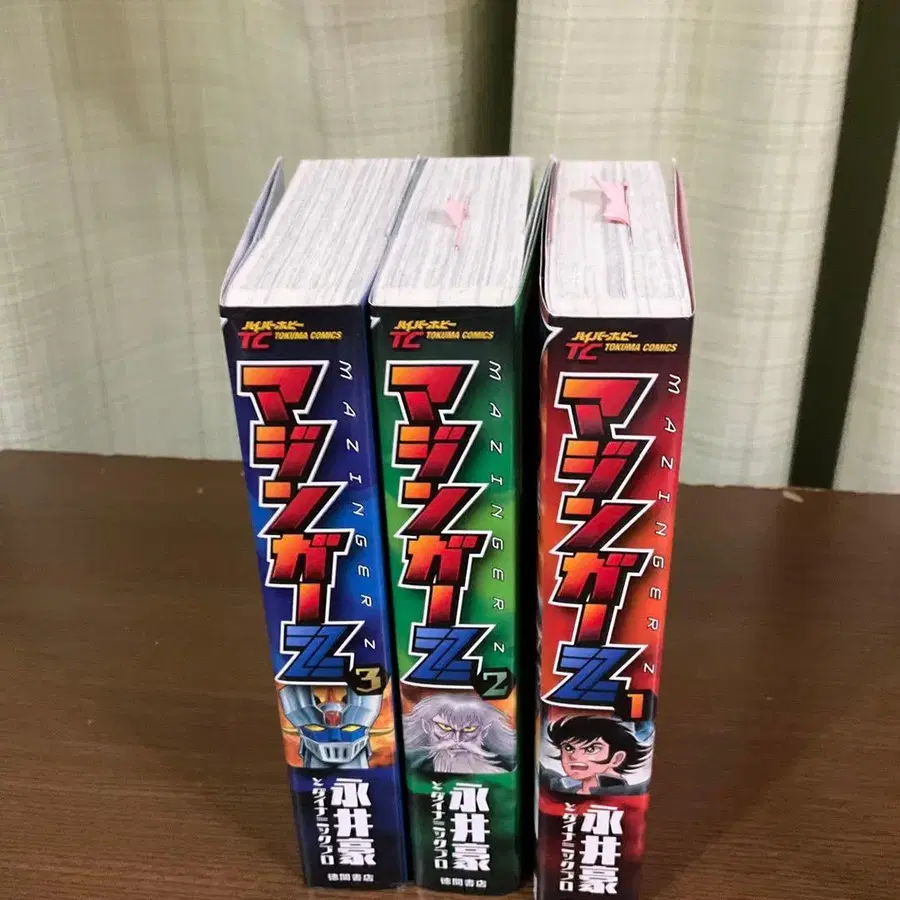 ハイパーホビー
TC TOKUMA COMICS
マジンガーZ
MAZINGER Z
3
永井豪
とダイナミックプロ
徳間書店
ハイパーホビー
TC TOKUMA COMICS
マジンガーZ
MAZINGER Z
2
永井豪
とダイナミックプロ
徳間書店
ハイパーホビー
TC TOKUMA COMICS
マジンガーZ
MAZINGER Z
1
永井豪
とダイナミックプロ